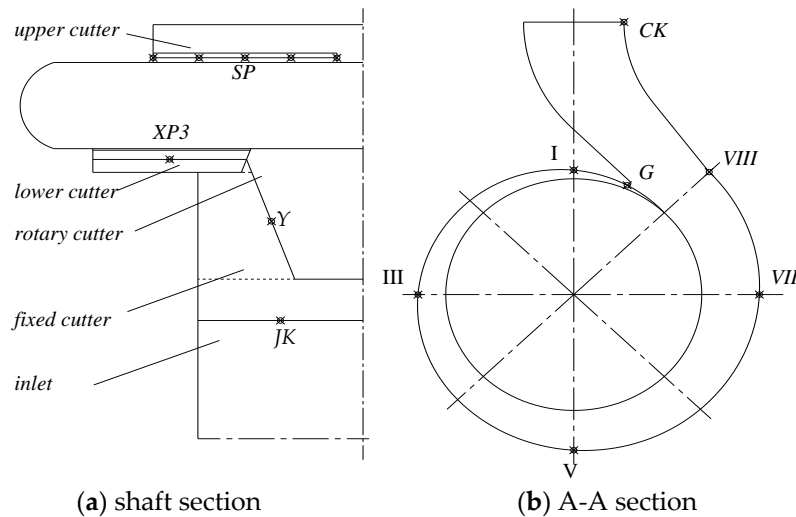 upper cutter
SP
XP3
lower cutter
rotary cutter
Y
fixed cutter
JK
inlet
(a) shaft section
CK
I
G
VIII
III
VII
V
(b) A-A section